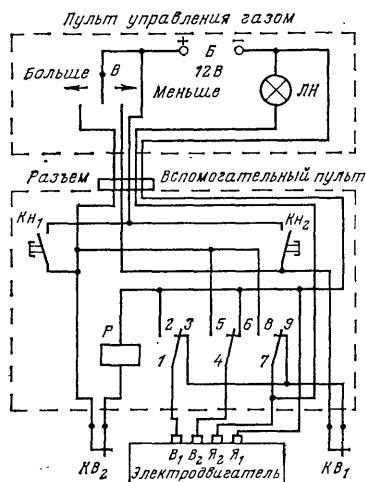 Пульт управления газом
+ Б –
Больше В 12В
Меньше ЛН
Разъем Вспомогательный пульт
Кн1 Кн2
2 3 5 6 8 9
Р
1 4 7
В1 В2 Я2 Я1
КВ2 Электродвигатель КВ1